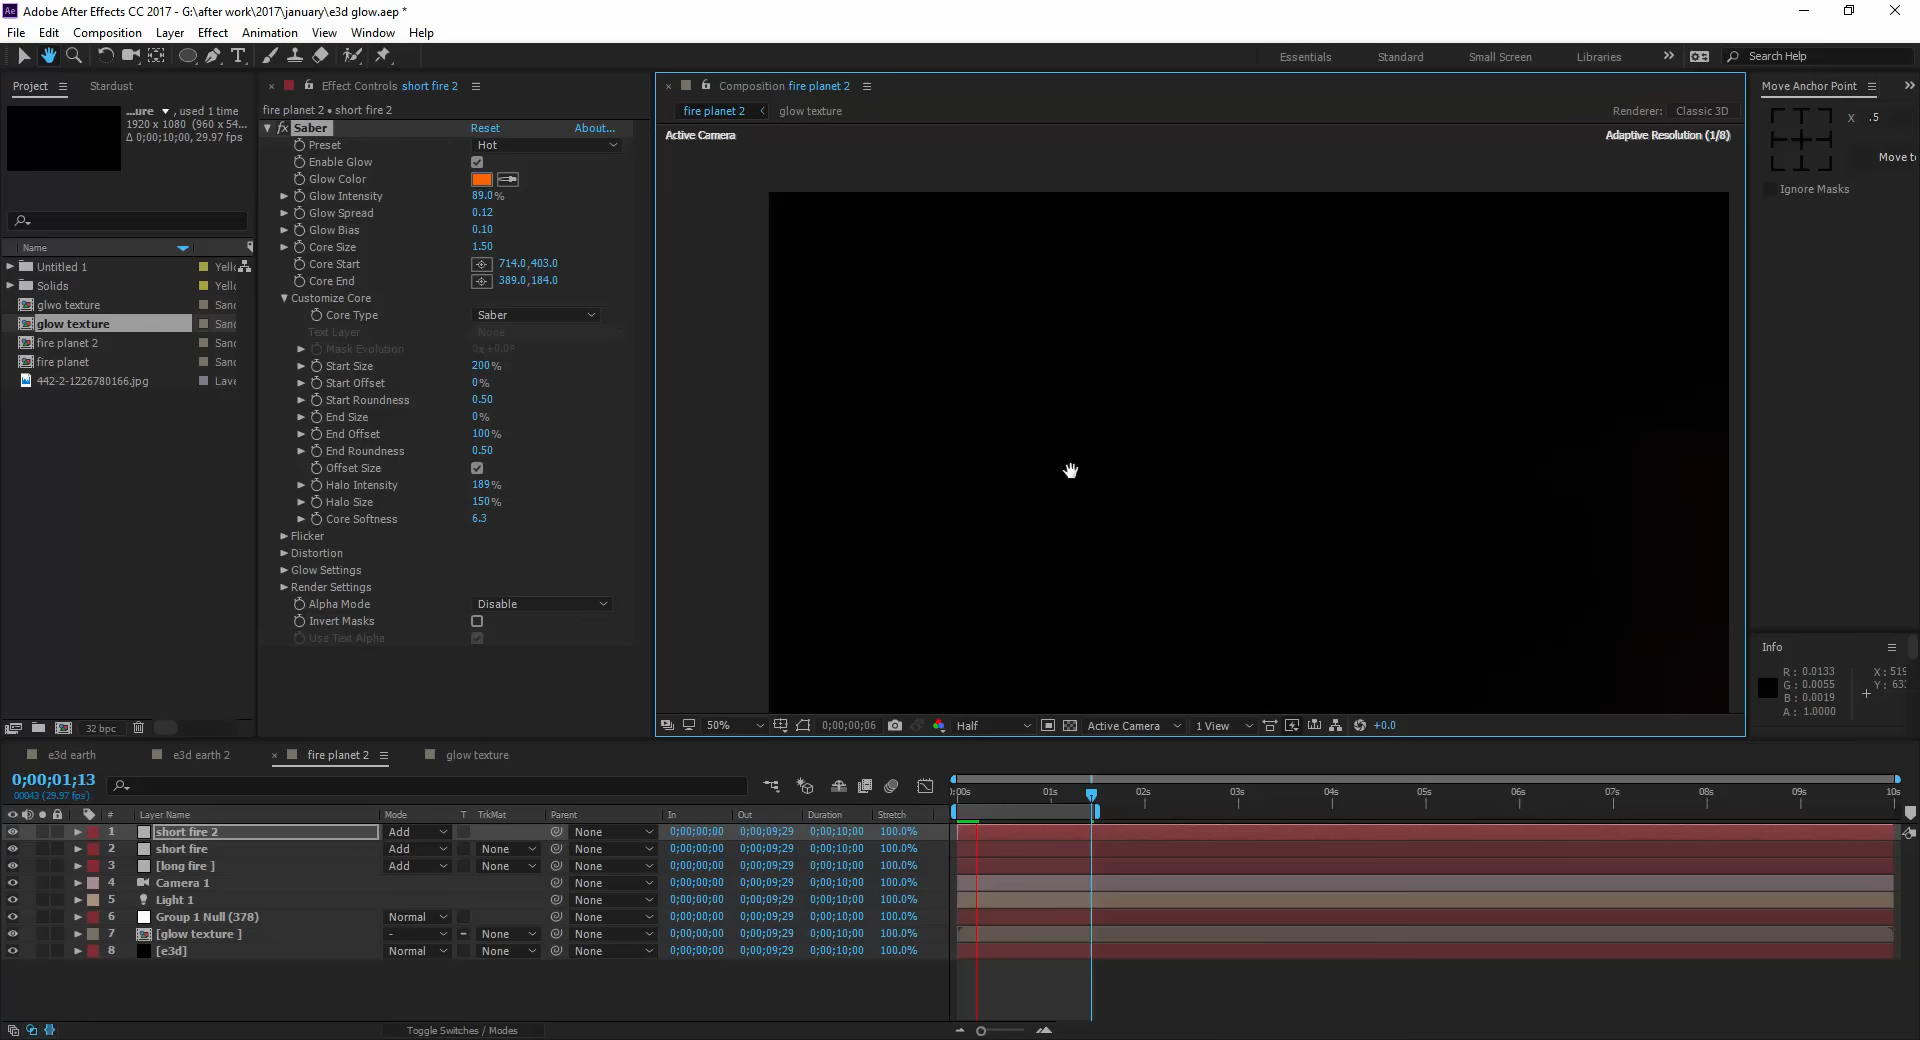 Adobe After Effects CC 2017 - G:\after work\2017\january\e3d glow.aep *
File Edit Composition Layer Effect Animation View Window Help
Essentials Standard Small Screen Libraries Search Help
Project Stardust
Effect Controls short fire 2
Composition fire planet 2
Move Anchor Point
...ure , used 1 time
1920 x 1080 (960 x 54...
Δ 0;00;10;00, 29.97 fps)
fire planet 2 • short fire 2
fire planet 2 glow texture
Renderer: Classic 3D
X .5
fx Saber Reset About...
Active Camera Adaptive Resolution (1/8)
Preset Hot
Enable Glow
Move to
Glow Color
Ignore Masks
Glow Intensity 89.0%
Glow Spread 0.12
Glow Bias 0.10
Core Size 1.50
Core Start 714.0,403.0
Core End 389.0,184.0
Customize Core
Core Type Saber
Text Layer None
Mask Evolution 0x+0.0°
Start Size 200%
Start Offset 0%
Start Roundness 0.50
End Size 0%
End Offset 100%
End Roundness 0.50
Offset Size
Halo Intensity 189%
Halo Size 150%
Core Softness 6.3
Flicker
Distortion
Glow Settings
Render Settings
Alpha Mode Disable
Invert Masks
Use Text Alpha
Name
Untitled 1 Yell
Solids Yell
glwo texture Sand
glow texture Sand
fire planet 2 Sand
fire planet Sand
442-2-1226780166.jpg Lave
Info
R: 0.0133 X: 519
G: 0.0055 Y: 633
B: 0.0019
A: 1.0000
32 bpc
50% 0;00;00;06 Half Active Camera 1 View +0.0
e3d earth e3d earth 2 fire planet 2 glow texture
0;00;01;13
00043 (29.97 fps)
:00s 01s 02s 03s 04s 05s 06s 07s 08s 09s 10s
# Layer Name Mode T TrkMat Parent In Out Duration Stretch
1 short fire 2 Add None 0;00;00;00 0;00;09;29 0;00;10;00 100.0%
2 short fire Add None None 0;00;00;00 0;00;09;29 0;00;10;00 100.0%
3 [long fire ] Add None None 0;00;00;00 0;00;09;29 0;00;10;00 100.0%
4 Camera 1 None 0;00;00;00 0;00;09;29 0;00;10;00 100.0%
5 Light 1 None 0;00;00;00 0;00;09;29 0;00;10;00 100.0%
6 Group 1 Null (378) Normal None 0;00;00;00 0;00;09;29 0;00;10;00 100.0%
7 [glow texture ] - None None 0;00;00;00 0;00;09;29 0;00;10;00 100.0%
8 [e3d] Normal None None 0;00;00;00 0;00;09;29 0;00;10;00 100.0%
Toggle Switches / Modes